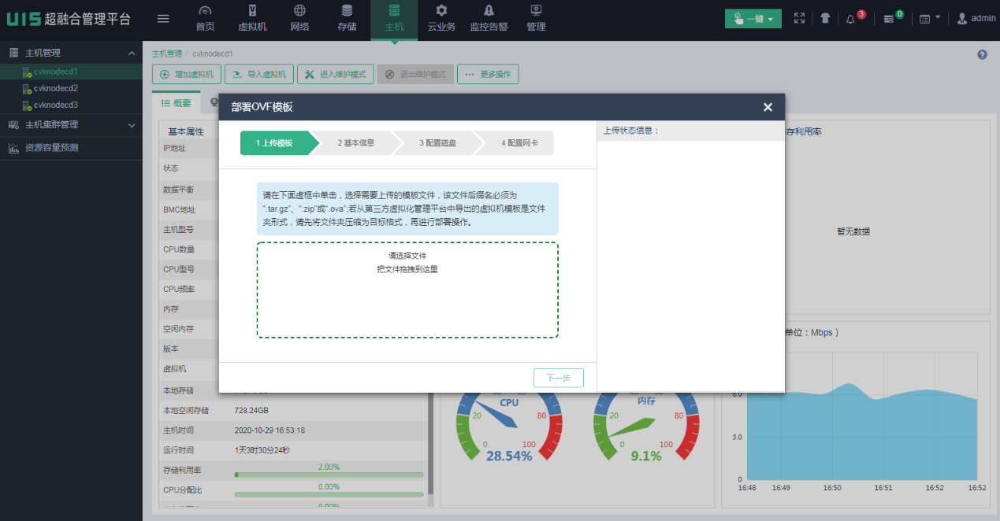 UIS 超融合管理平台
首页
虚拟机
网络
存储
主机
云业务
监控告警
管理
一键
3
0
admin
主机管理
cvknodecd1
cvknodecd2
cvknodecd3
主机集群管理
资源容量预测
主机管理 / cvknodecd1
增加虚拟机
导入虚拟机
进入维护模式
退出维护模式
更多操作
概要
部署OVF模板
1 上传模板
2 基本信息
3 配置磁盘
4 配置网卡
上传状态信息：
请在下面虚框中单击，选择需要上传的模板文件，该文件后缀名必须为
“.tar.gz”、“.zip”或“.ova”;若从第三方虚拟化管理平台中导出的虚拟机模板是文
件夹形式，请先将文件夹压缩为目标格式，再进行部署操作。
请选择文件
把文件拖拽到这里
下一步
基本属性
IP地址
状态
数据平衡
BMC地址
主机型号
CPU数量
CPU型号
CPU频率
内存
空闲内存
版本
虚拟机
本地存储
本地空闲存储
728.24GB
主机时间
2020-10-29 16:53:18
运行时间
1天3时30分24秒
存储利用率
2.00%
CPU分配比
0.00%
0.00%
CPU
20
80
0
100
28.54%
内存
20
80
0
100
9.1%
存利用率
暂无数据
单位：Mbps ）
6.0
3.0
0
16:48
16:49
16:50
16:51
16:52
16:52